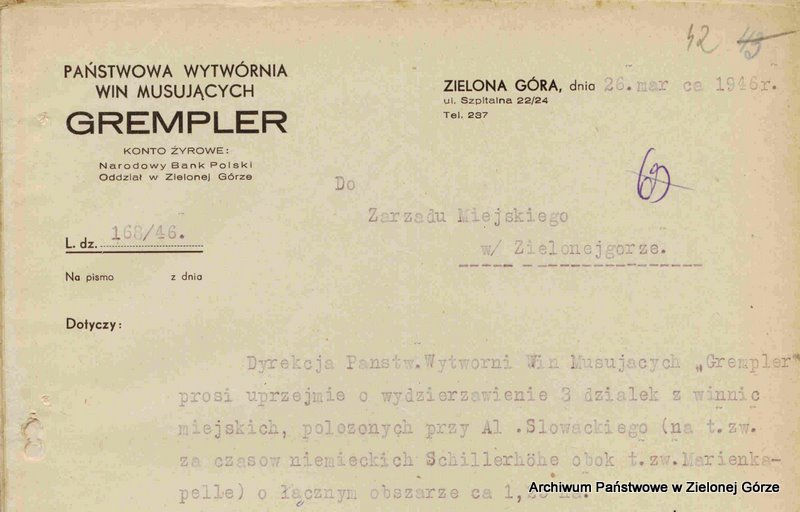 42 43
PAŃSTWOWA WYTWÓRNIA
WIN MUSUJĄCYCH
GREMPLER
KONTO ŻYROWE:
Narodowy Bank Polski
Oddział w Zielonej Górze
ZIELONA GÓRA, dnia 26.mar ca 1946r.
ul. Szpitalna 22/24
Tel. 237
Do
Zarzadu Miejskiego
w/ Zielonejgorze.
L. dz. 168/46.
Na pismo z dnia
Dotyczy:
Dyrekcja Panstw.Wytworni Win Musujacych „Grempler"
prosi uprzejmie o wydzierzawienie 3 dzialek z winnic
miejskich, polozonych przy Al .Slowackiego (na t.zw.
za czasow niemieckich Schillerhöhe obok t.zw.Marienka-
pelle) o łącznym obszarze ca 1, ha.
Archiwum Państwowe w Zielonej Górze